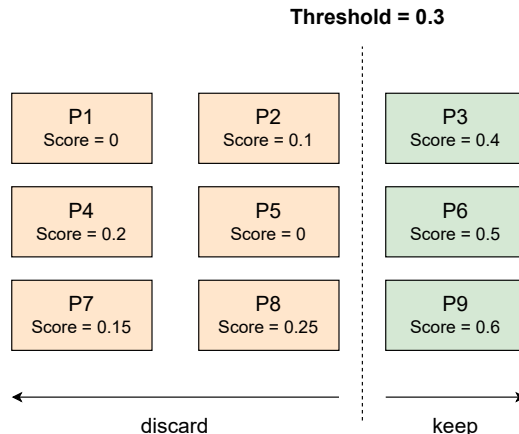 Threshold = 0.3
P1
Score = 0
P2
Score = 0.1
P3
Score = 0.4
P4
Score = 0.2
P5
Score = 0
P6
Score = 0.5
P7
Score = 0.15
P8
Score = 0.25
P9
Score = 0.6
discard
keep